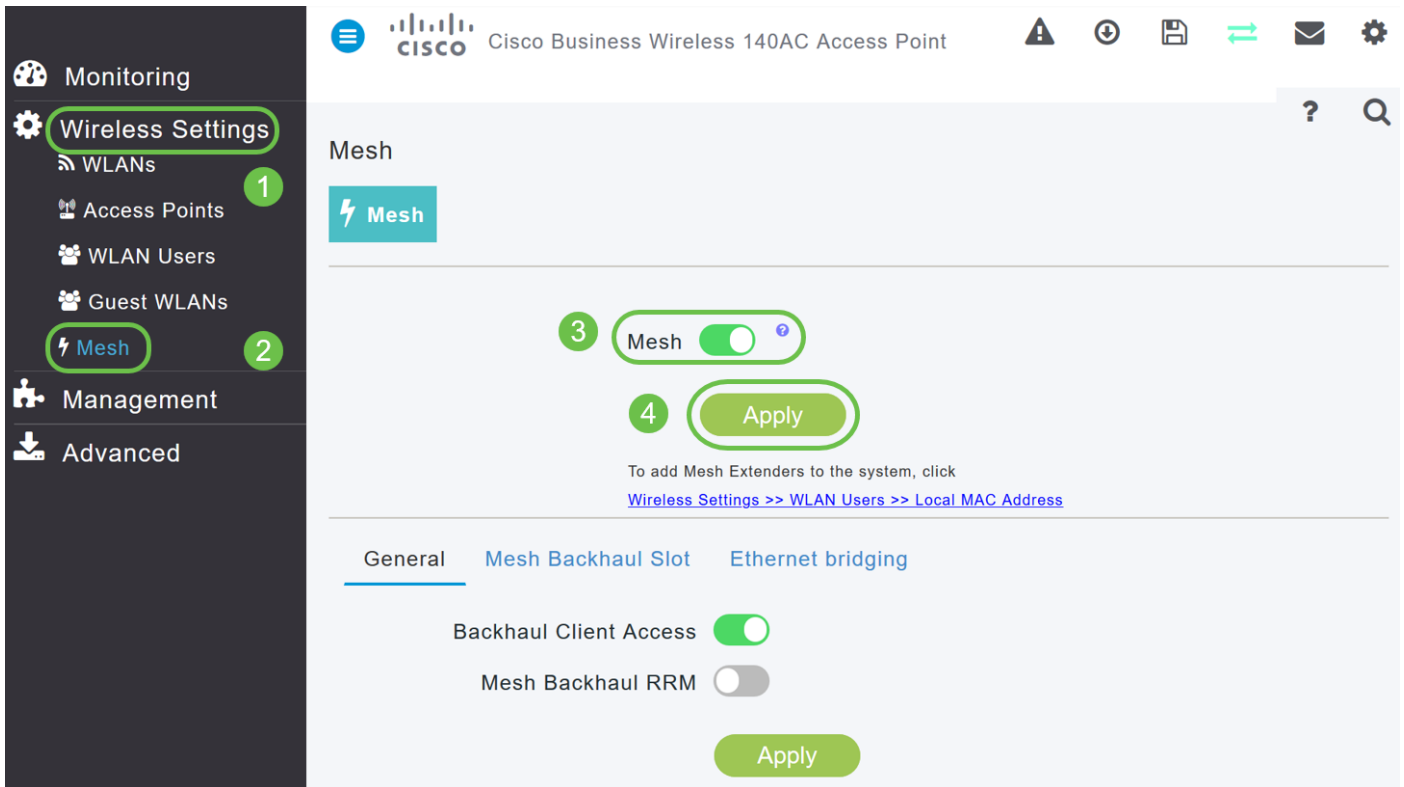 CISCO
Cisco Business Wireless 140AC Access Point
Monitoring
Wireless Settings
WLANs
1
Access Points
WLAN Users
Guest WLANs
Mesh
2
Management
Advanced
?
Mesh
Mesh
3
Mesh
?
4
Apply
To add Mesh Extenders to the system, click
Wireless Settings >> WLAN Users >> Local MAC Address
General Mesh Backhaul Slot Ethernet bridging
Backhaul Client Access
Mesh Backhaul RRM
Apply